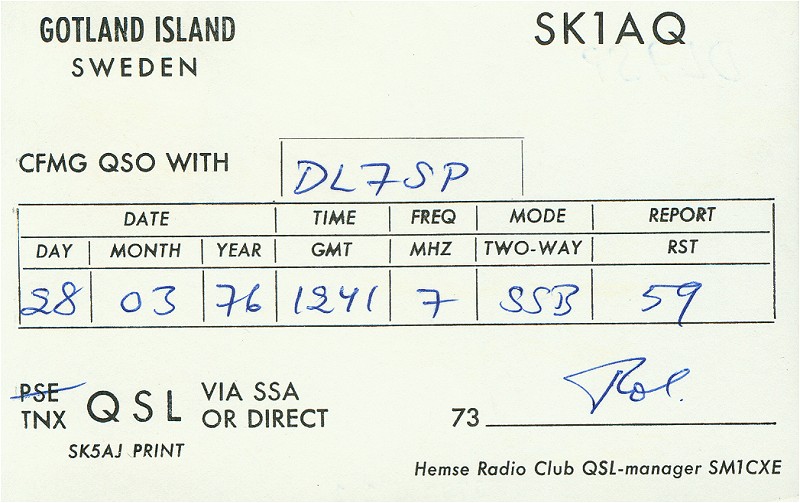 GOTLAND ISLAND
SK1AQ
SWEDEN
CFMG QSO WITH DL7SP
DATE TIME FREQ MODE REPORT
DAY MONTH YEAR GMT MHZ TWO-WAY RST
28 03 76 1241 7 SSB 59
PSE
TNX QSL VIA SSA
OR DIRECT
73
SK5AJ PRINT
Hemse Radio Club QSL-manager SM1CXE